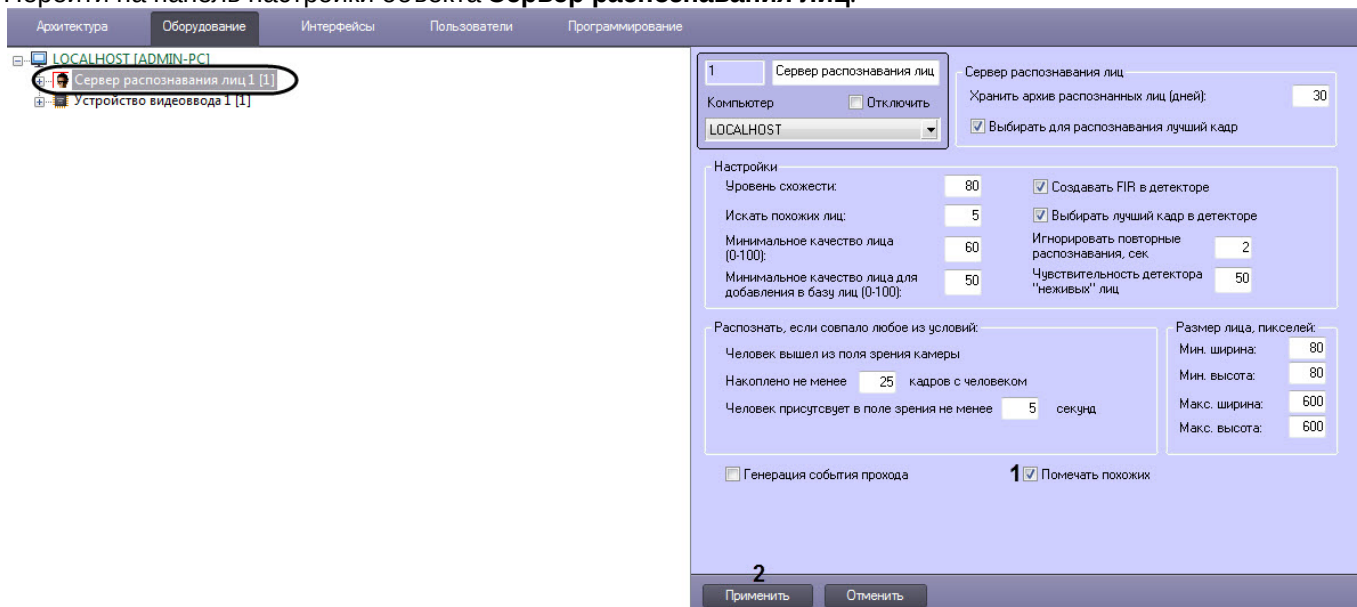 Перейти на панель настройки объекта Сервер распознавания лиц.
Архитектура Оборудование Интерфейсы Пользователи Программирование
LOCALHOST [ADMIN-PC]
Сервер распознавания лиц 1 [1]
Устройство видеоввода 1 [1]
1 Сервер распознавания лиц
Компьютер Отключить
LOCALHOST
Сервер распознавания лиц
Хранить архив распознанных лиц (дней): 30
Выбирать для распознавания лучший кадр
Настройки
Уровень схожести: 80
Искать похожих лиц: 5
Минимальное качество лица
(0-100): 60
Минимальное качество лица для
добавления в базу лиц (0-100): 50
Создавать FIR в детекторе
Выбирать лучший кадр в детекторе
Игнорировать повторные
распознавания, сек 2
Чувствительность детектора
"неживых" лиц 50
Распознать, если совпало любое из условий:
Человек вышел из поля зрения камеры
Накоплено не менее 25 кадров с человеком
Человек присутсвует в поле зрения не менее 5 секунд
Размер лица, пикселей:
Мин. ширина: 80
Мин. высота: 80
Макс. ширина: 600
Макс. высота: 600
Генерация события прохода
1 Помечать похожих
2
Применить Отменить